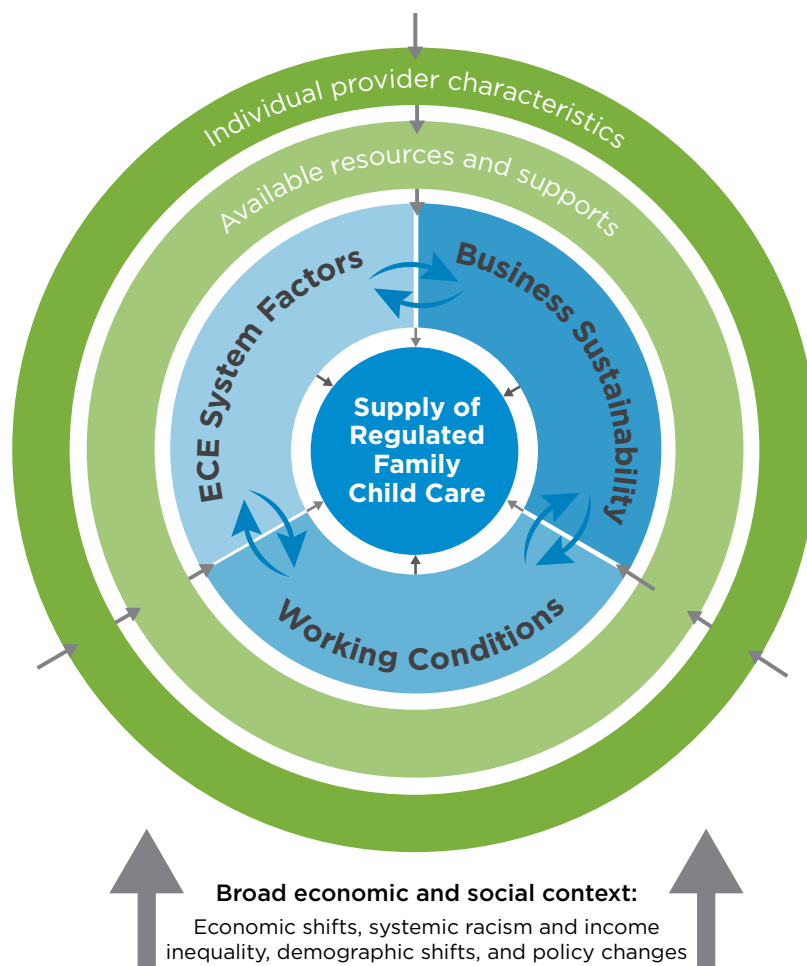 Individual provider characteristics
Available resources and supports
ECE System Factors
Business Sustainability
Supply of
Regulated
Family
Child Care
Working Conditions
Broad economic and social context:
Economic shifts, systemic racism and income
inequality, demographic shifts, and policy changes